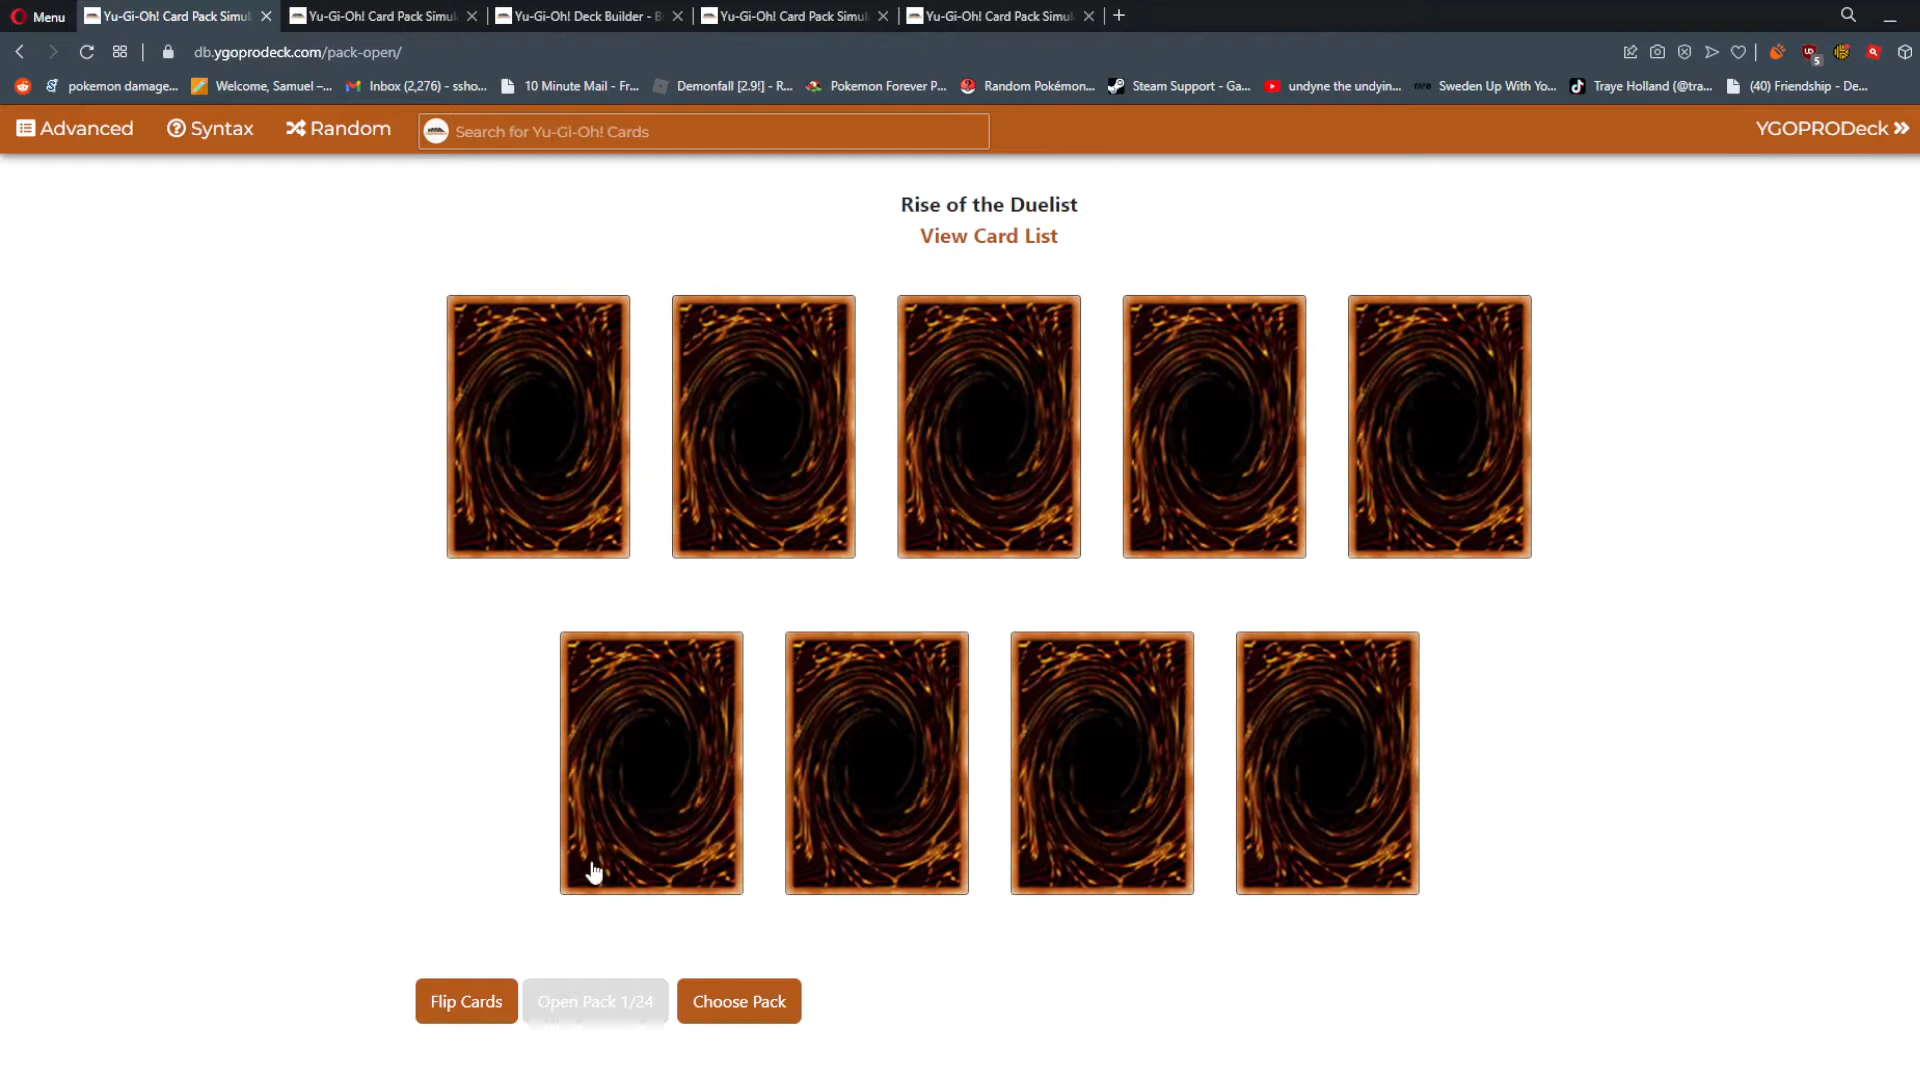 Menu
Yu-Gi-Oh! Card Pack Simul
Yu-Gi-Oh! Card Pack Simul
Yu-Gi-Oh! Deck Builder - B
Yu-Gi-Oh! Card Pack Simul
Yu-Gi-Oh! Card Pack Simul
db.ygoprodeck.com/pack-open/
5
pokemon damage...
Welcome, Samuel –...
Inbox (2,276) - ssho...
10 Minute Mail - Fr...
Demonfall [2.9!] - R...
Pokemon Forever P...
Random Pokémon...
Steam Support - Ga...
undyne the undyin...
Sweden Up With Yo...
Traye Holland (@tra...
(40) Friendship - De...
Advanced
Syntax
Random
Search for Yu-Gi-Oh! Cards
YGOPRODeck
Rise of the Duelist
View Card List
Flip Cards
Open Pack 1/24
Choose Pack